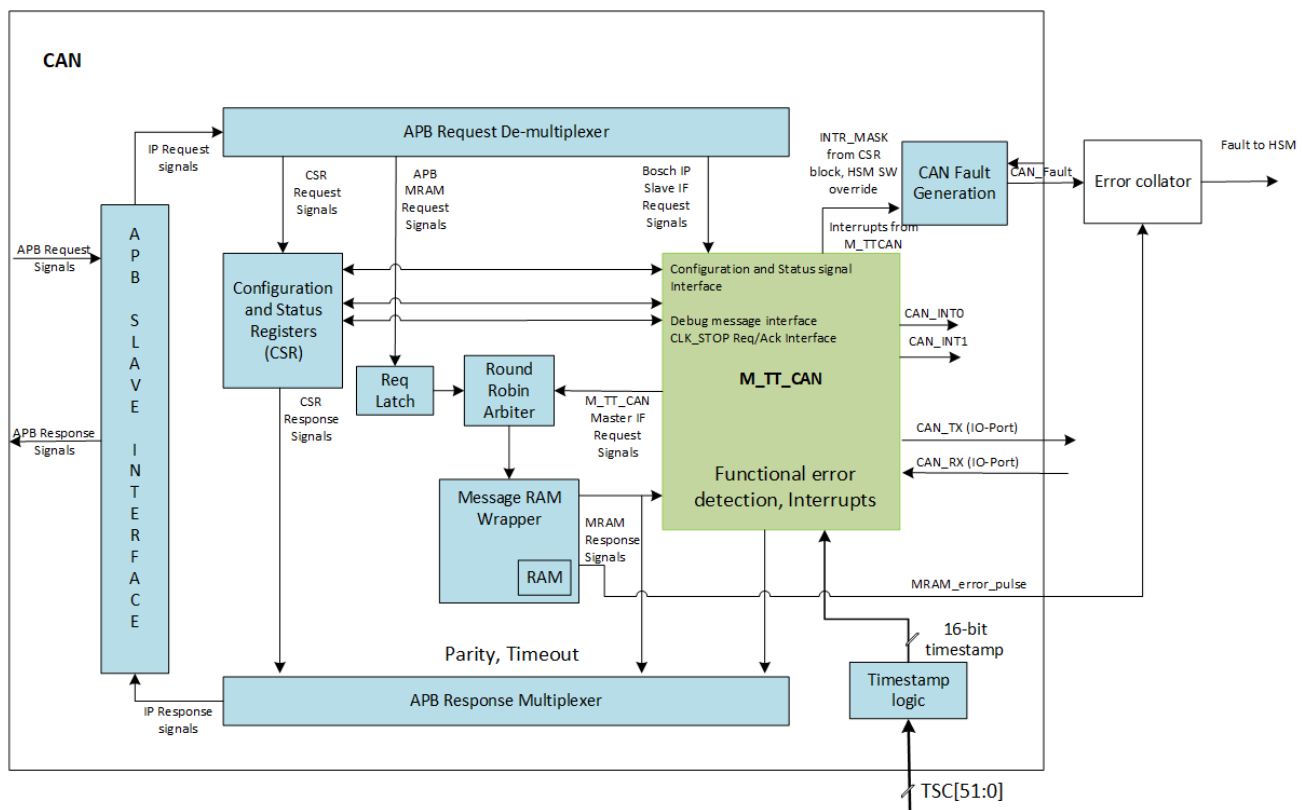 CAN
APB Request De-multiplexer
IP Request
signals
CSR
Request
Signals
APB
MRAM
Request
Signals
Bosch IP
Slave IF
Request
Signals
INTR_MASK
from CSR
block, HSM SW
override
CAN Fault
Generation
CAN_Fault
Error collator
Fault to HSM
Interrupts from
M_TTCAN
A
P
B
S
L
A
V
E
I
N
T
E
R
F
A
C
E
APB Request
Signals
APB Response
Signals
Configuration
and Status
Registers
(CSR)
Configuration and Status signal
Interface
Debug message interface
CLK_STOP Req/Ack Interface
M_TT_CAN
Functional error
detection, Interrupts
CAN_INT0
CAN_INT1
CAN_TX (IO-Port)
CAN_RX (IO-Port)
Req
Latch
Round
Robin
Arbiter
M_TT_CAN
Master IF
Request
Signals
CSR
Response
Signals
Message RAM
Wrapper
RAM
MRAM
Response
Signals
MRAM_error_pulse
16-bit
timestamp
Parity, Timeout
Timestamp
logic
APB Response Multiplexer
IP Response
signals
TSC[51:0]